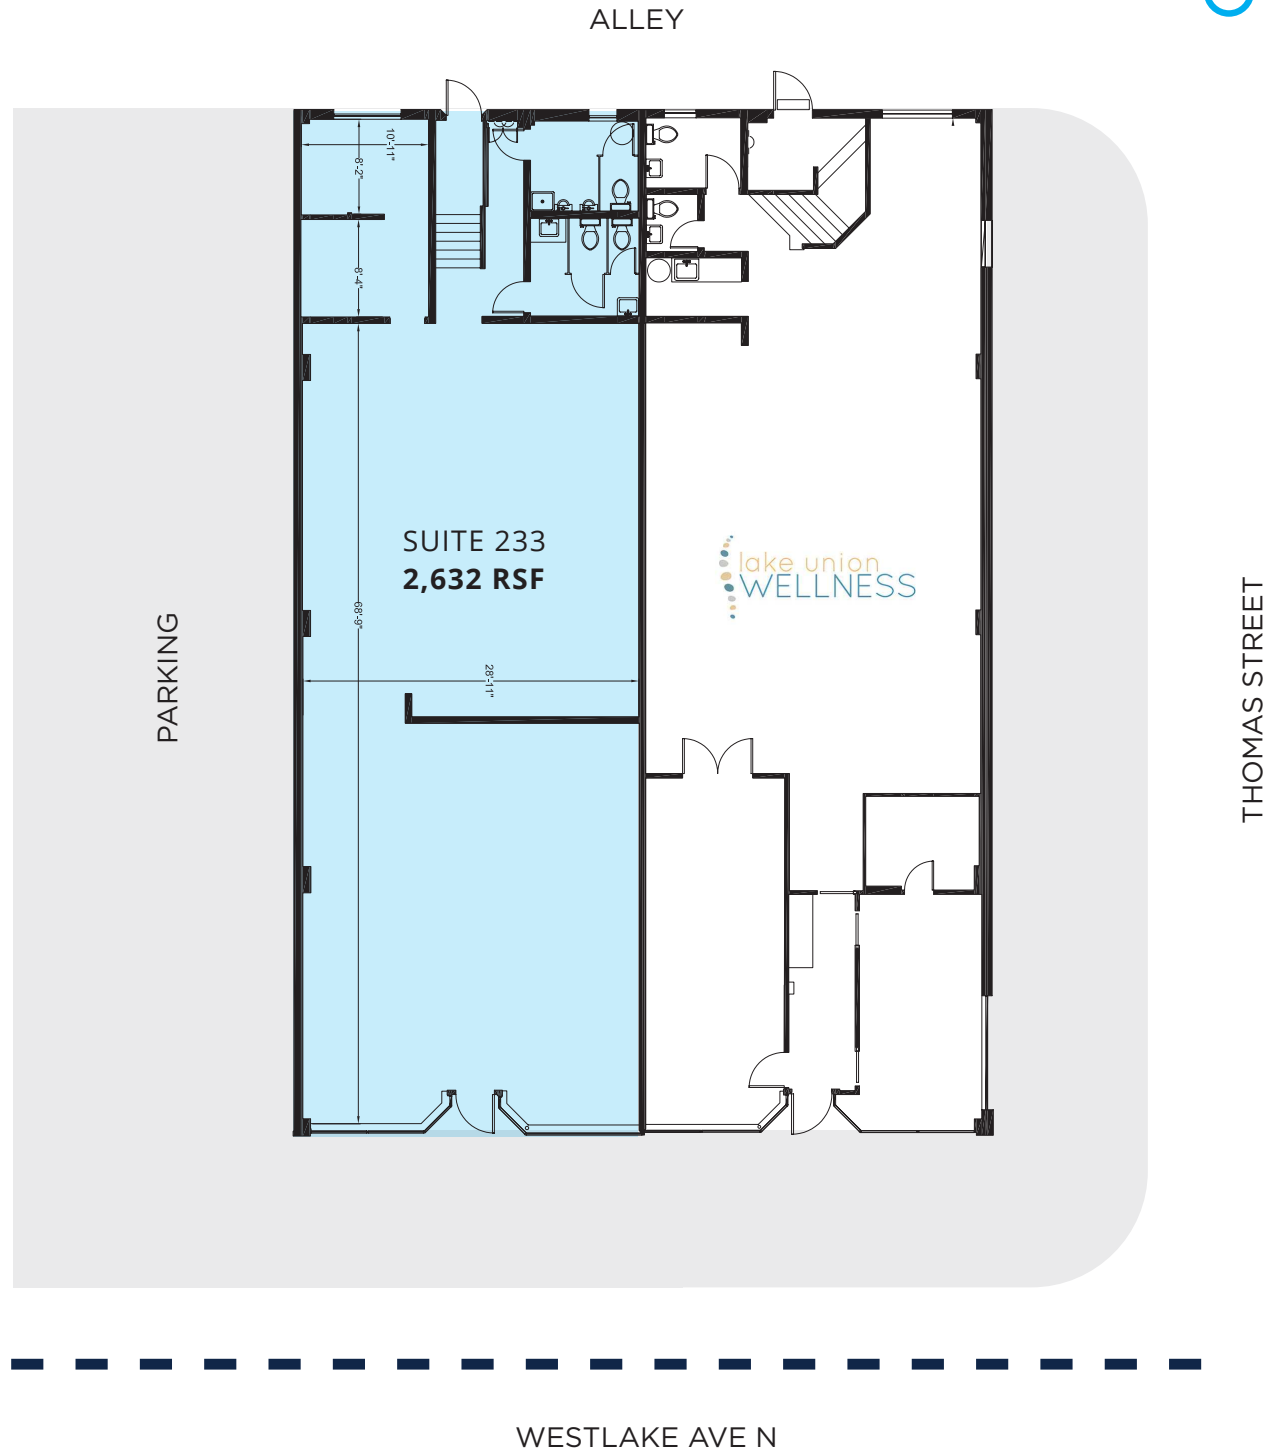 ALLEY
10'-11"
8'-2"
8'-4"
SUITE 233
2,632 RSF
lake union
WELLNESS
68'-9"
28'-11"
PARKING
THOMAS STREET
WESTLAKE AVE N